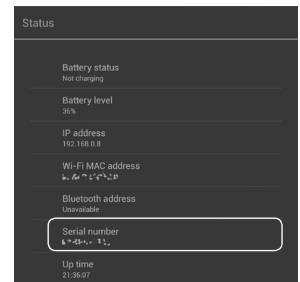 Status
Battery status
Not charging
Battery level
36%
IP address
192.168.0.8
Wi-Fi MAC address
Bluetooth address
Unavailable
Serial number
Up time
21:36:07